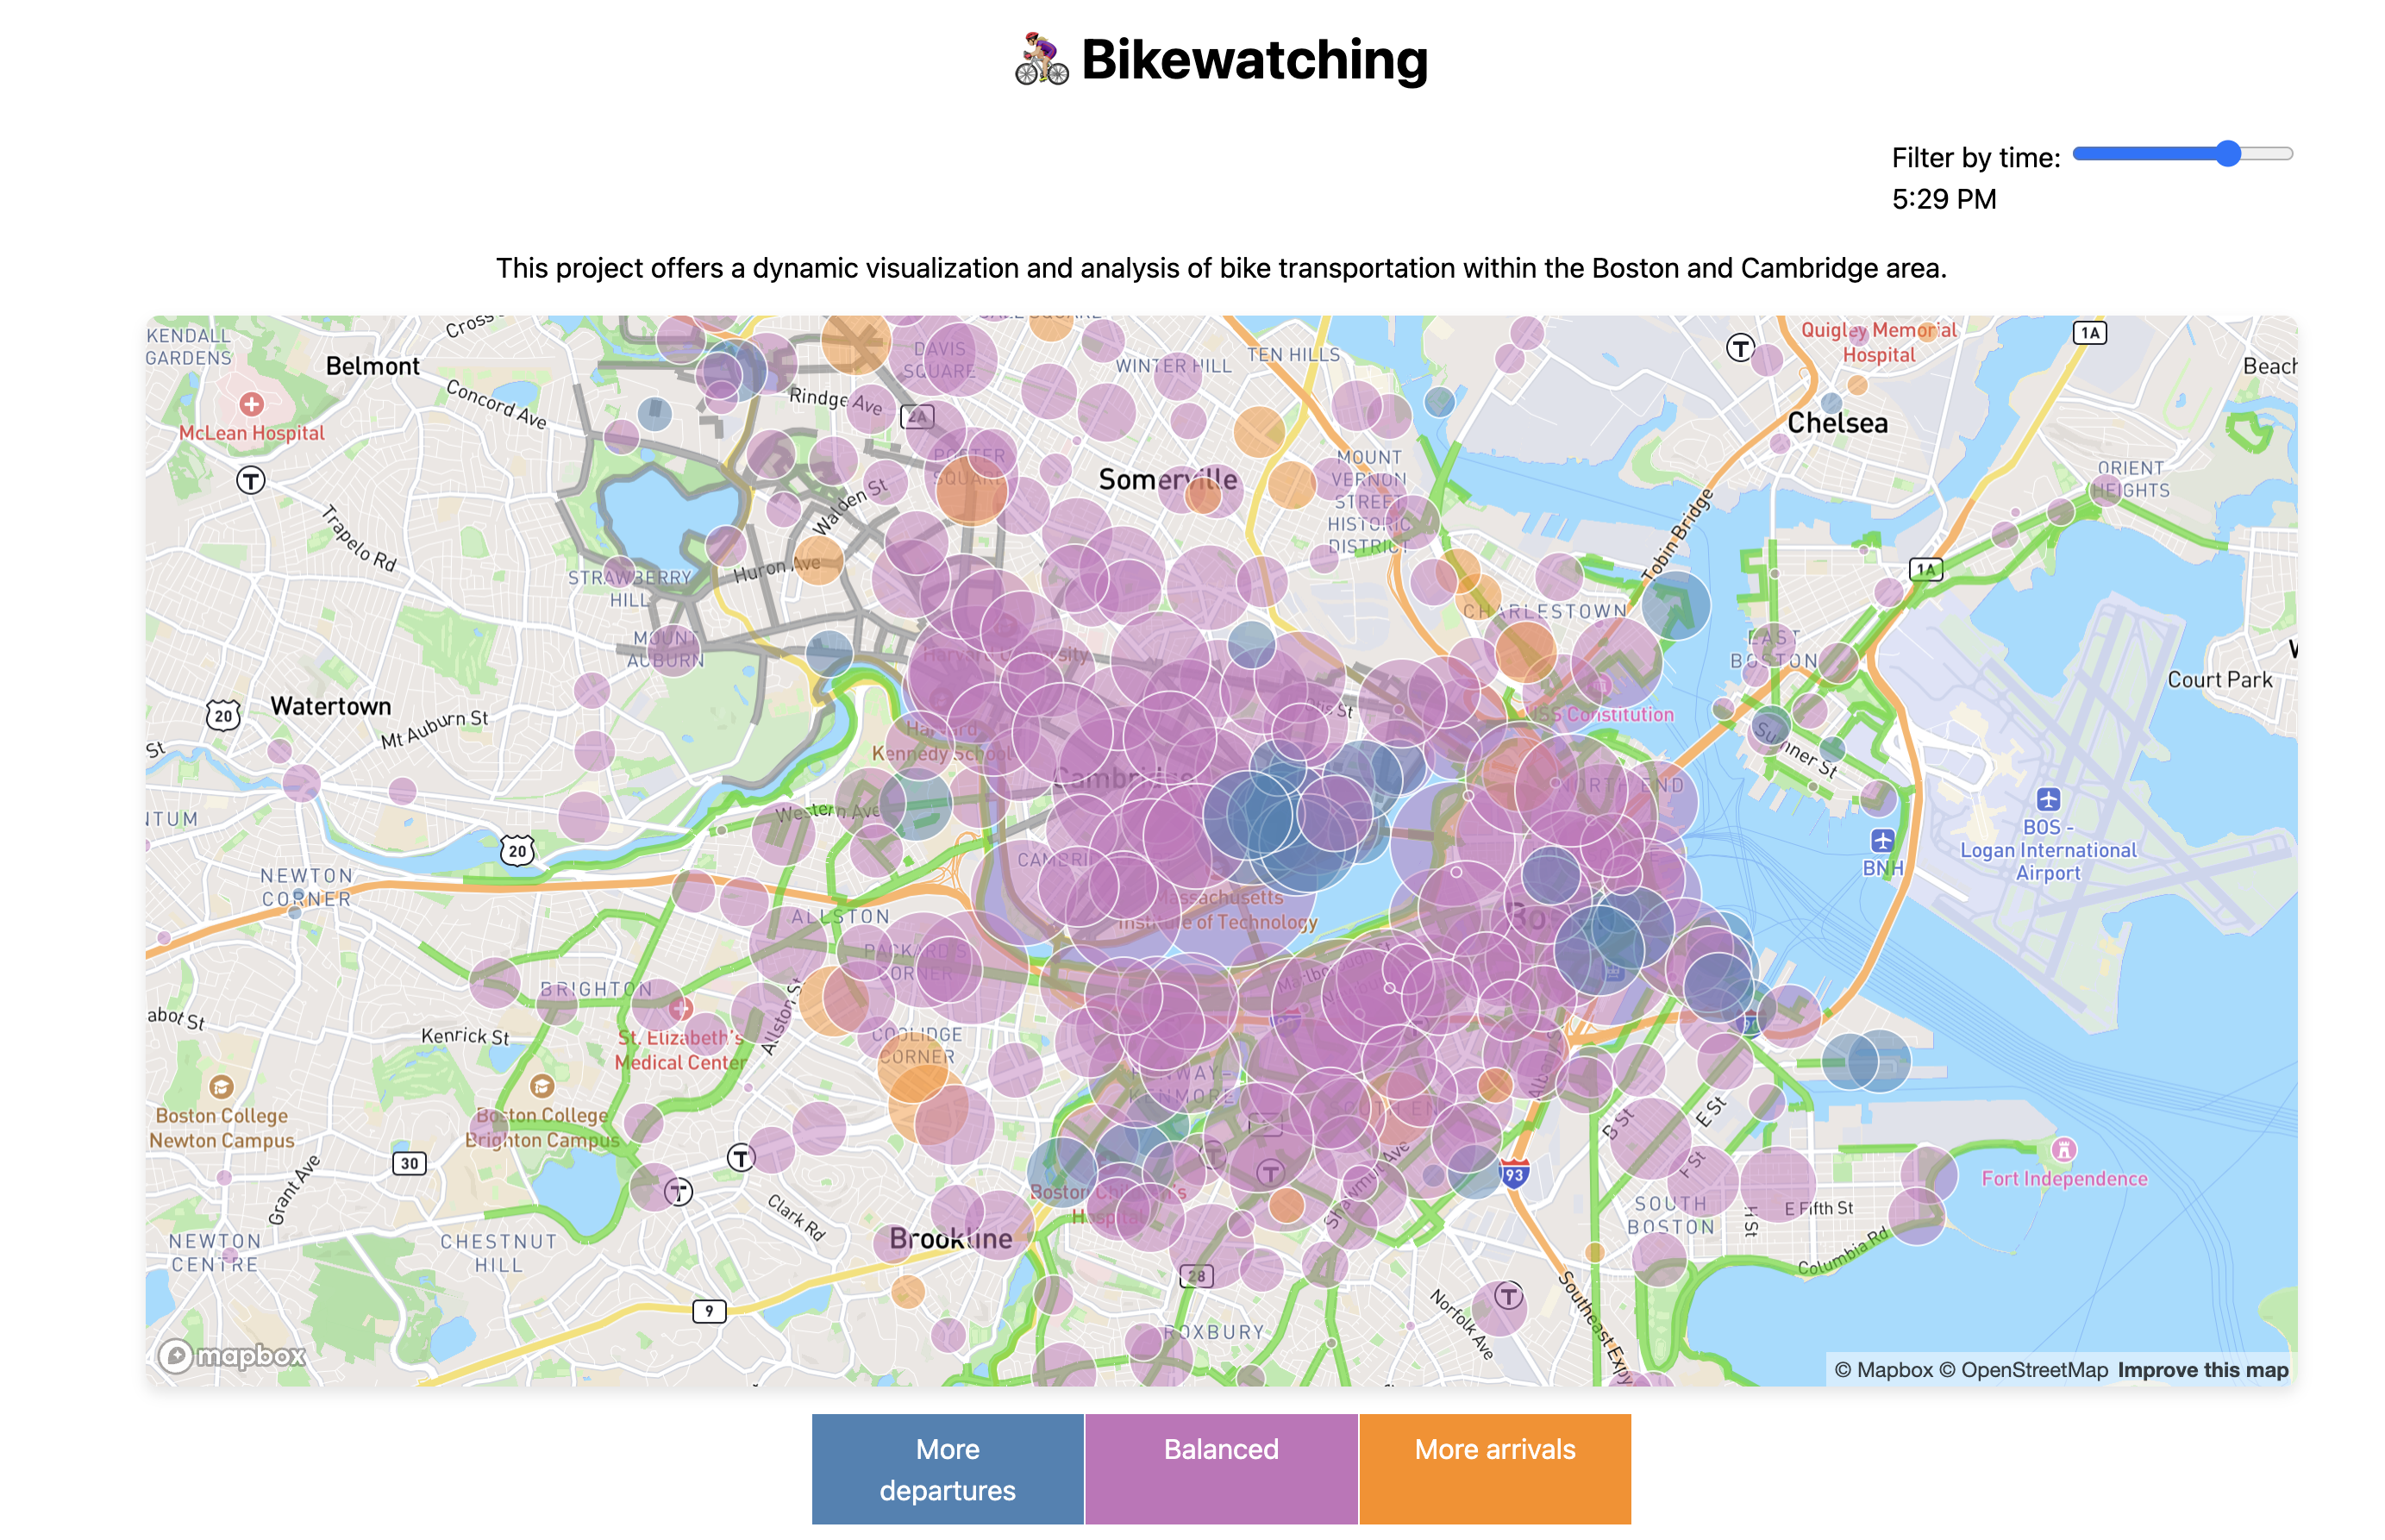 Bikewatching
Filter by time:
5:29 PM
This project offers a dynamic visualization and analysis of bike transportation within the Boston and Cambridge area.
KENDALL
GARDENS
Belmont
Concord Ave
McLean Hospital
T
Trapelo Rd
Rindge Ave
2A
DAVIS
SQUARE
PORTER
SQUARE
WINTER HILL
TEN HILLS
Somerville
MOUNT
VERNON
STREET
HISTORIC
DISTRICT
T
Quigley Memorial
Hospital
1A
Beach
Chelsea
ORIENT
HEIGHTS
Tobin Bridge
1A
Walden St
Huron Ave
STRAWBERRY
HILL
MOUNT
AUBURN
CHARLESTOWN
EAST
BOSTON
Court Park
20
Watertown
Mt Auburn St
St
Harvard University
Harvard
Kennedy School
USS Constitution
Sumner St
Cambridge
NORTH END
Western Ave
20
NEWTON
CORNER
BOS -
Logan International
Airport
BNH
Massachusetts
Institute of Technology
ALLSTON
PACKARD'S
CORNER
BRIGHTON
Kenrick St
St. Elizabeth's
Medical Center
Allston St
COOLIDGE
CORNER
Boston College
Newton Campus
Boston College
Brighton Campus
30
T
T
Grant Ave
Clark Rd
FENWAY-
KENMORE
T
T
Albany St
Shawmut Ave
Boston Children's
Hospital
93
B St
E St
F St
H St
E Fifth St
SOUTH
BOSTON
Columbia Rd
Fort Independence
NEWTON
CENTRE
CHESTNUT
HILL
Brookline
28
9
ROXBURY
T
Norfolk Ave
Southeast Expy
mapbox
© Mapbox © OpenStreetMap Improve this map
More
departures
Balanced
More arrivals